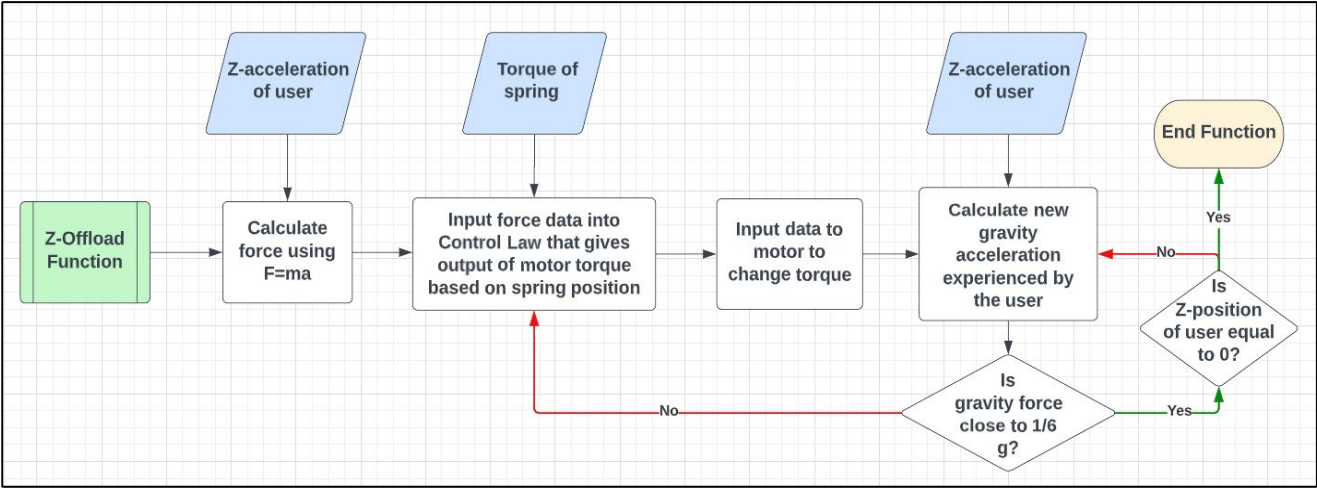 Z-acceleration
of user
Torque of
spring
Z-acceleration
of user
End Function
Z-Offload
Function
Calculate
force using
F=ma
Input force data into
Control Law that gives
output of motor torque
based on spring position
Input data to
motor to
change torque
Calculate new
gravity
acceleration
experienced by
the user
Yes
No
Is
Z-position
of user equal
to 0?
Is
gravity force
close to 1/6
g?
No
Yes